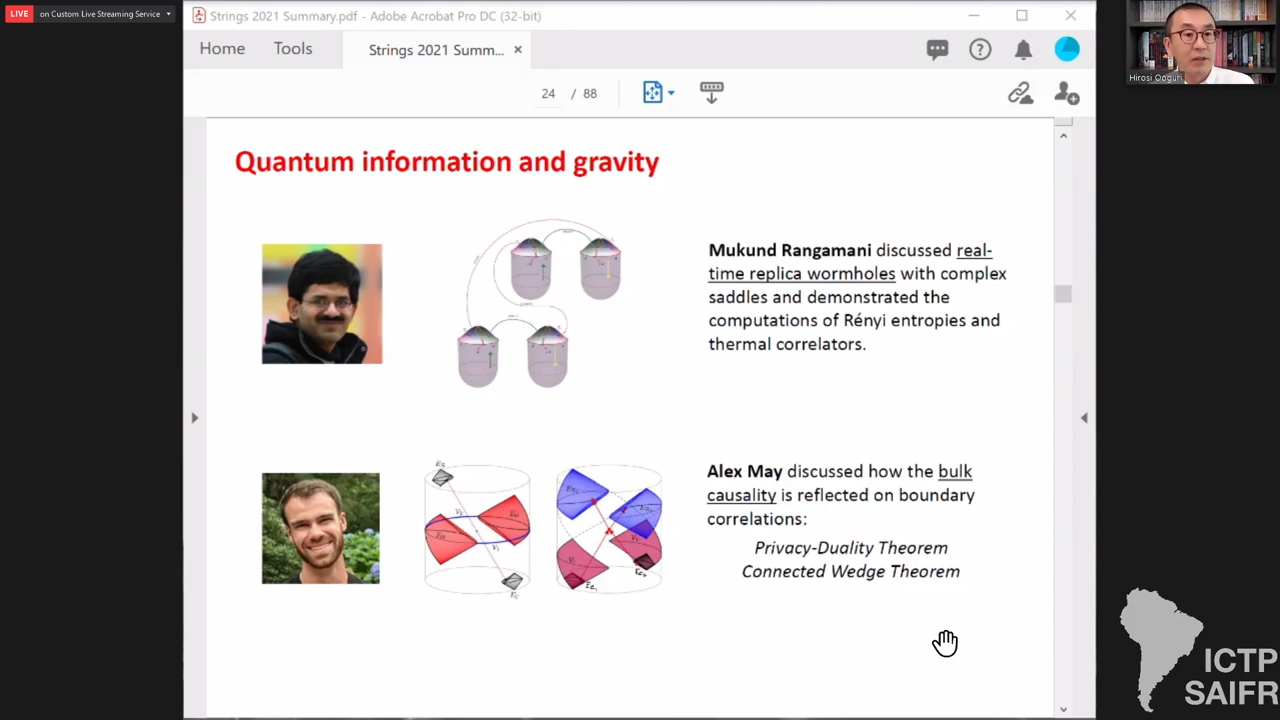 LIVE on Custom Live Streaming Service
Strings 2021 Summary.pdf - Adobe Acrobat Pro DC (32-bit)
Home Tools Strings 2021 Summ... ×
24 / 88
Hirosi Ooguri
Quantum information and gravity
Mukund Rangamani discussed real-
time replica wormholes with complex
saddles and demonstrated the
computations of Rényi entropies and
thermal correlators.
Alex May discussed how the bulk
causality is reflected on boundary
correlations:
Privacy-Duality Theorem
Connected Wedge Theorem
ICTP
SAIFR